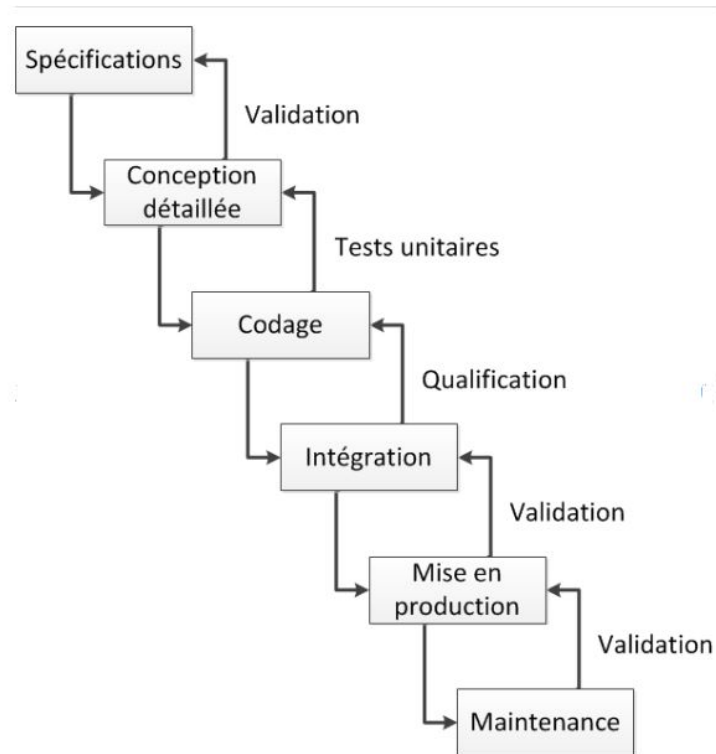 Spécifications
Validation
Conception
détaillée
Tests unitaires
Codage
Qualification
Intégration
Validation
Mise en
production
Validation
Maintenance